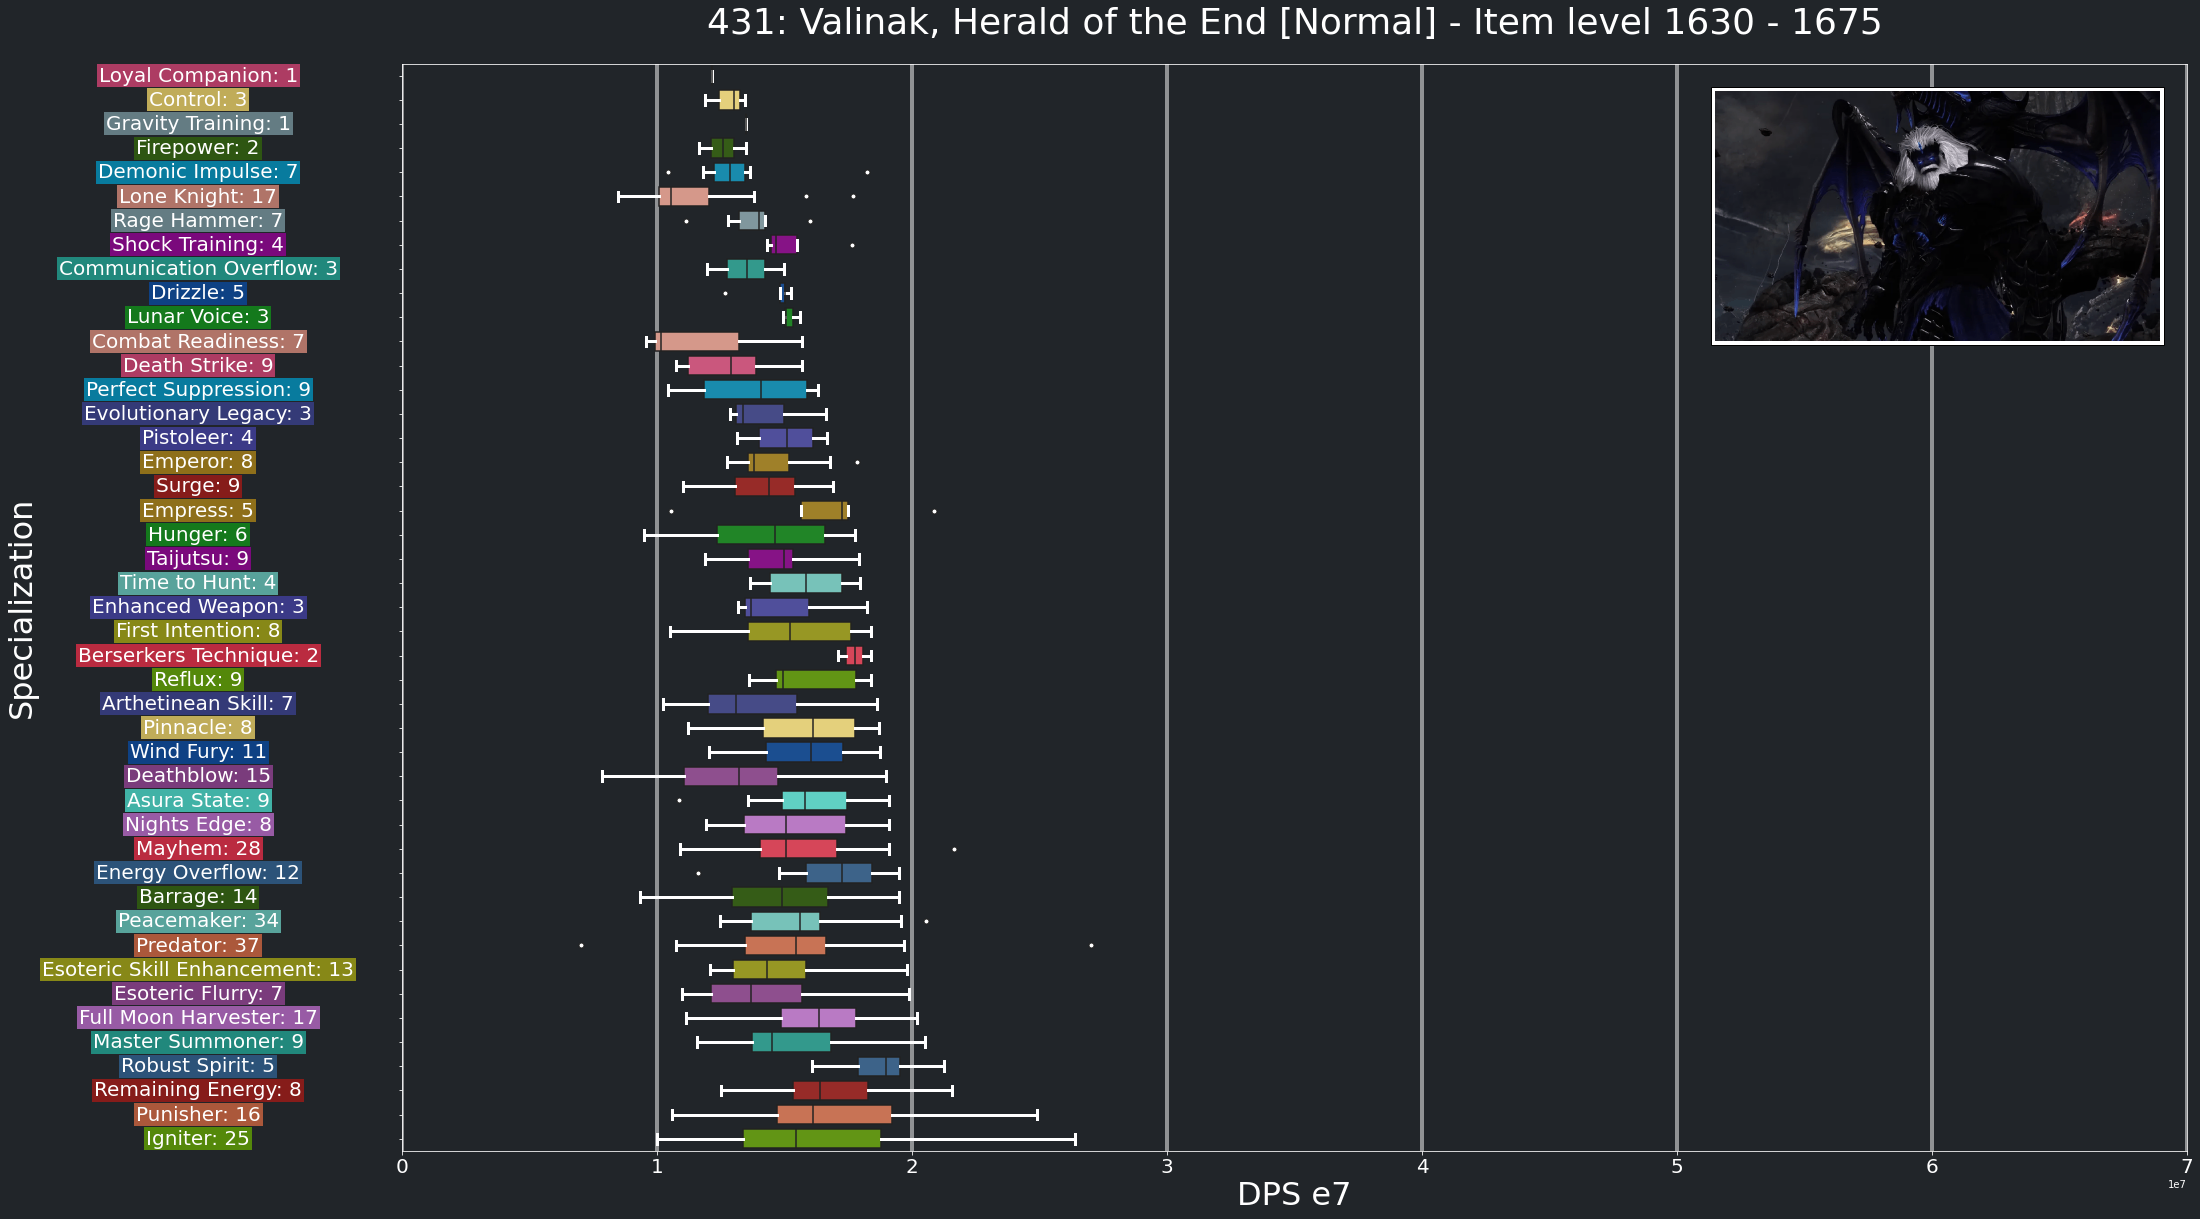 431: Valinak, Herald of the End [Normal] - Item level 1630 - 1675
Specialization
Loyal Companion: 1
Control: 3
Gravity Training: 1
Firepower: 2
Demonic Impulse: 7
Lone Knight: 17
Rage Hammer: 7
Shock Training: 4
Communication Overflow: 3
Drizzle: 5
Lunar Voice: 3
Combat Readiness: 7
Death Strike: 9
Perfect Suppression: 9
Evolutionary Legacy: 3
Pistoleer: 4
Emperor: 8
Surge: 9
Empress: 5
Hunger: 6
Taijutsu: 9
Time to Hunt: 4
Enhanced Weapon: 3
First Intention: 8
Berserkers Technique: 2
Reflux: 9
Arthetinean Skill: 7
Pinnacle: 8
Wind Fury: 11
Deathblow: 15
Asura State: 9
Nights Edge: 8
Mayhem: 28
Energy Overflow: 12
Barrage: 14
Peacemaker: 34
Predator: 37
Esoteric Skill Enhancement: 13
Esoteric Flurry: 7
Full Moon Harvester: 17
Master Summoner: 9
Robust Spirit: 5
Remaining Energy: 8
Punisher: 16
Igniter: 25
0 1 2 3 4 5 6 7
1e7
DPS e7